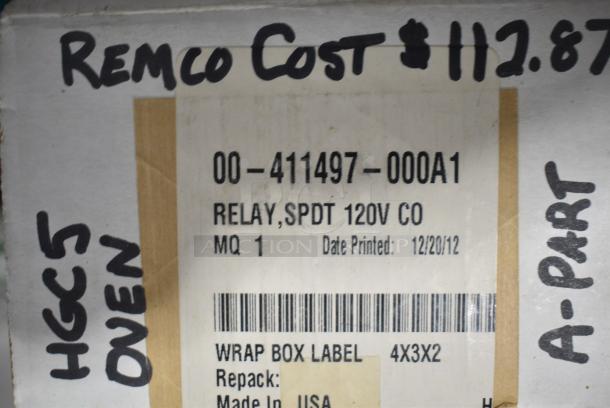 REMCO COST $112.87
00-411497-000A1
RELAY,SPDT 120V CO
MQ 1 Date Printed: 12/20/12
WRAP BOX LABEL 4X3X2
Repack:
Made In USA H
HGC5
OVEN
A-PART